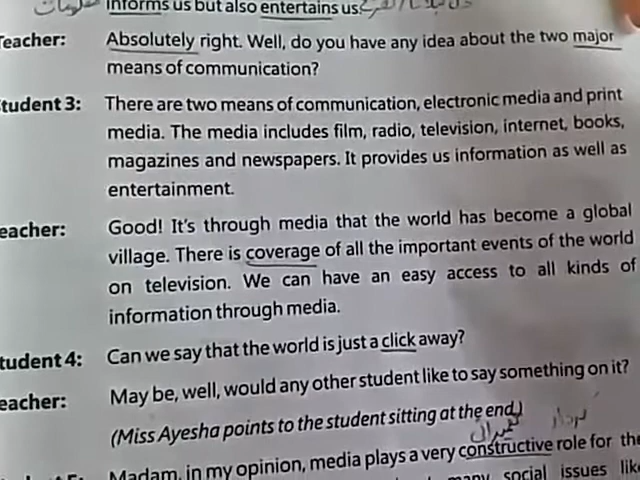 informs us but also entertains us.
Teacher: Absolutely right. Well, do you have any idea about the two major
means of communication?
tudent 3: There are two means of communication, electronic media and print
media. The media includes film, radio, television, internet, books,
magazines and newspapers. It provides us information as well as
entertainment.
eacher: Good! It's through media that the world has become a global
village. There is coverage of all the important events of the world
on television. We can have an easy access to all kinds of
information through media.
tudent 4: Can we say that the world is just a click away?
eacher: May be, well, would any other student like to say something on it?
(Miss Ayesha points to the student sitting at the end.)
Madam, in my opinion, media plays a very constructive role for the
many social issues lik